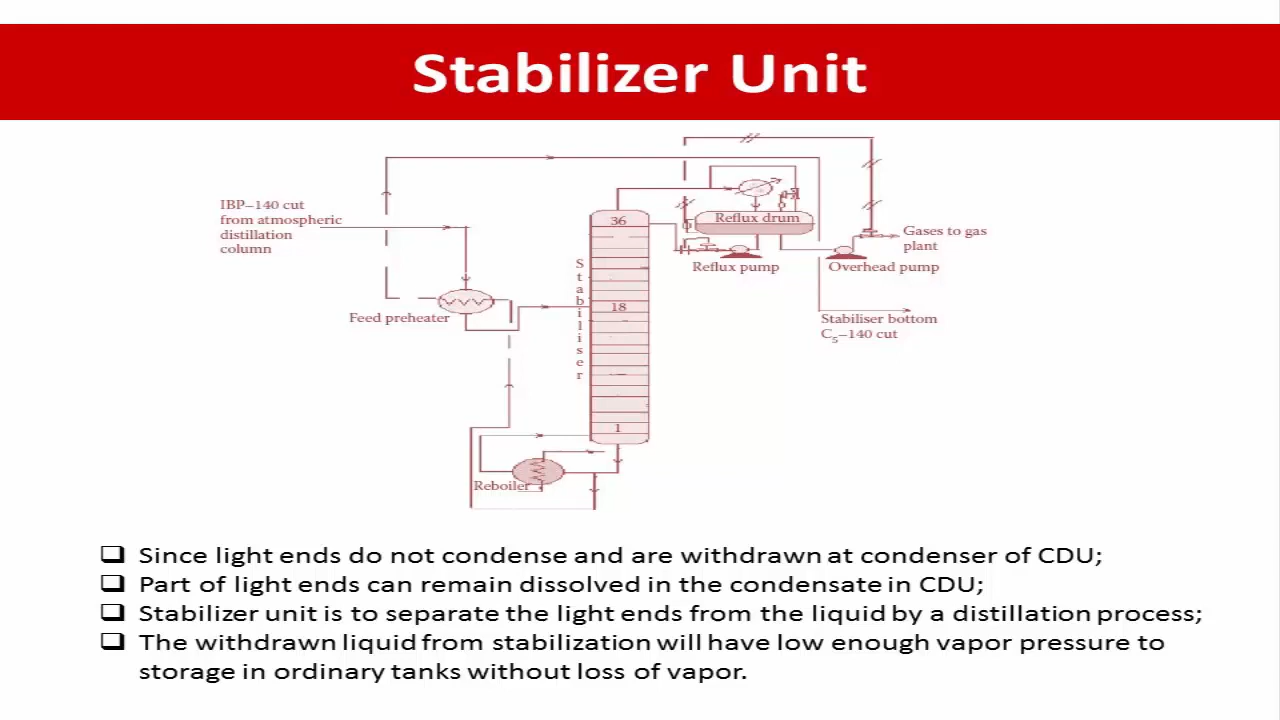 Stabilizer Unit
IBP–140 cut
from atmospheric
distillation
column
Feed preheater
Stabiliser
36
18
1
Reboiler
Reflux drum
Reflux pump
Overhead pump
Gases to gas
plant
Stabiliser bottom
C₅–140 cut
❑ Since light ends do not condense and are withdrawn at condenser of CDU;
❑ Part of light ends can remain dissolved in the condensate in CDU;
❑ Stabilizer unit is to separate the light ends from the liquid by a distillation process;
❑ The withdrawn liquid from stabilization will have low enough vapor pressure to
storage in ordinary tanks without loss of vapor.